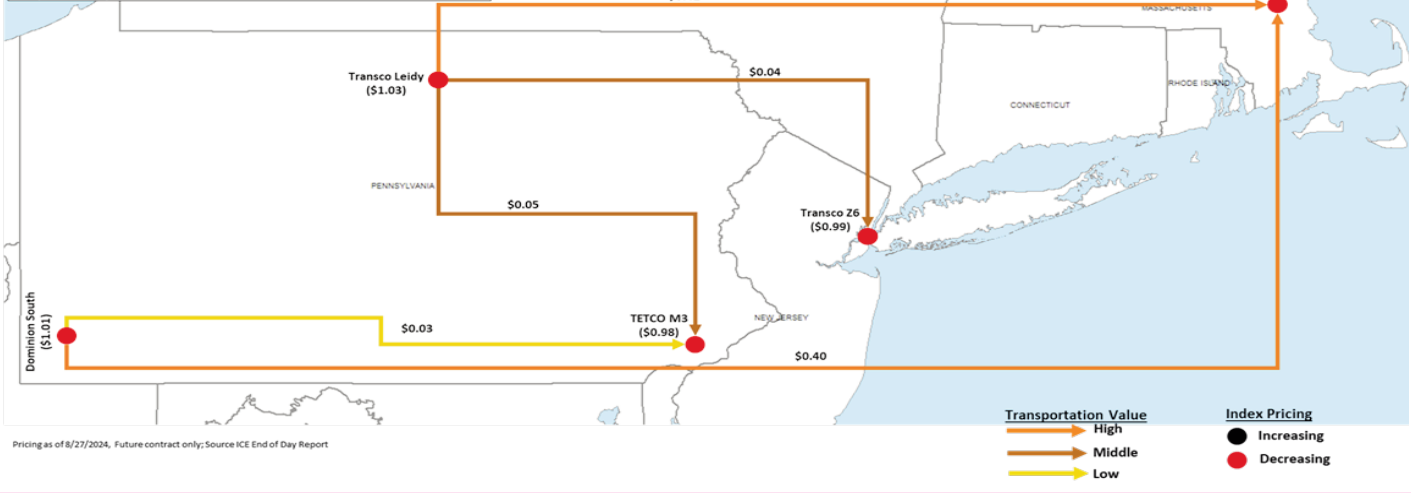 MASSACHUSETTS
Transco Leidy
($1.03)
$0.04
RHODE ISLAND
CONNECTICUT
PENNSYLVANIA
$0.05
Transco Z6
($0.99)
Dominion South
($1.01)
$0.03
TETCO M3
($0.98)
NEW JERSEY
$0.40
Transportation Value
High
Middle
Low
Index Pricing
Increasing
Decreasing
Pricing as of 8/27/2024, Future contract only; Source ICE End of Day Report